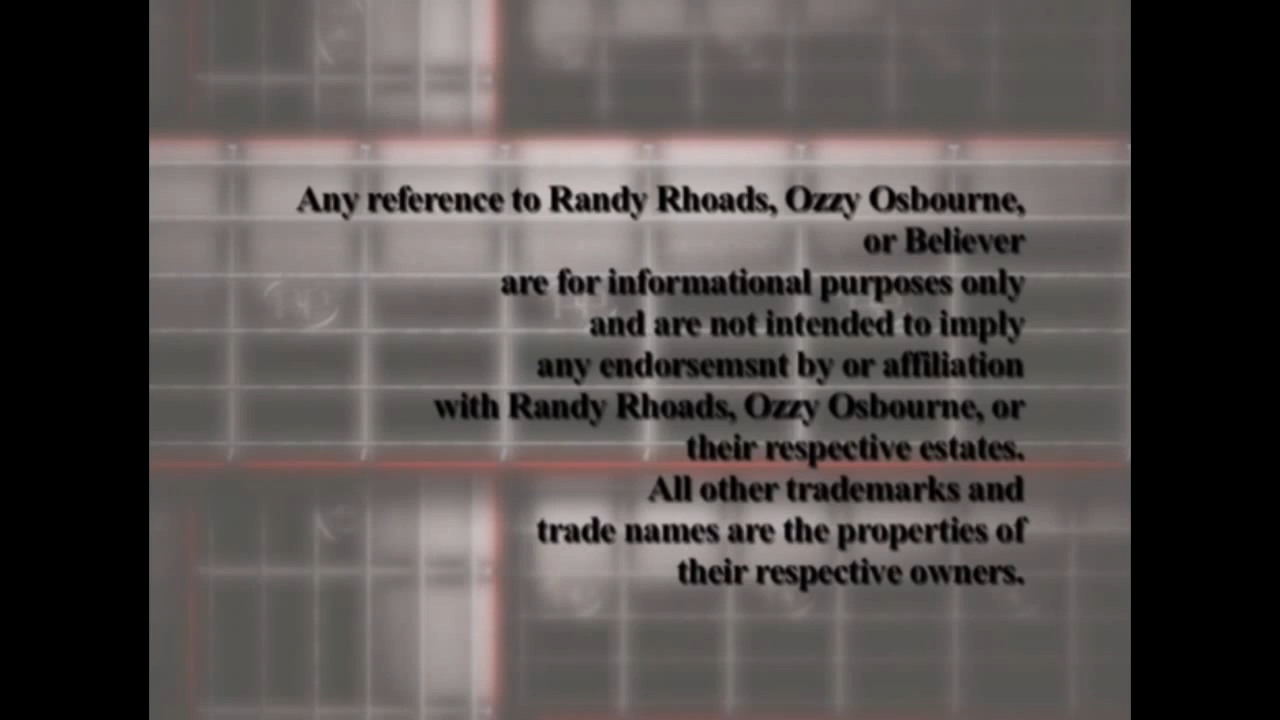 Any reference to Randy Rhoads, Ozzy Osbourne,
or Believer
are for informational purposes only
and are not intended to imply
any endorsemsnt by or affiliation
with Randy Rhoads, Ozzy Osbourne, or
their respective estates.
All other trademarks and
trade names are the properties of
their respective owners.